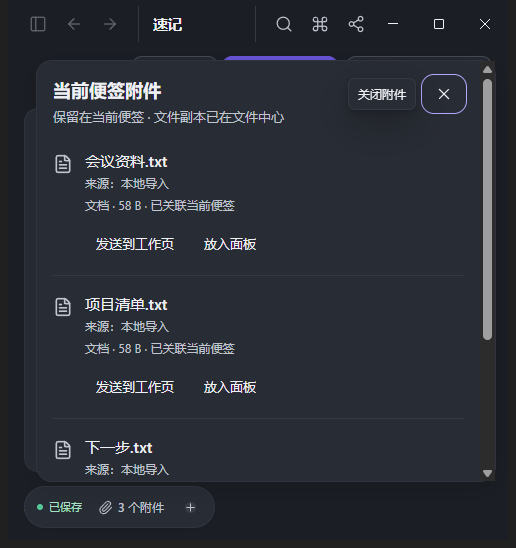 速记
当前便签附件
关闭附件
保留在当前便签 · 文件副本已在文件中心
会议资料.txt
来源：本地导入
文档 · 58 B · 已关联当前便签
发送到工作页 放入面板
项目清单.txt
来源：本地导入
文档 · 58 B · 已关联当前便签
发送到工作页 放入面板
下一步.txt
来源：本地导入
已保存 3 个附件